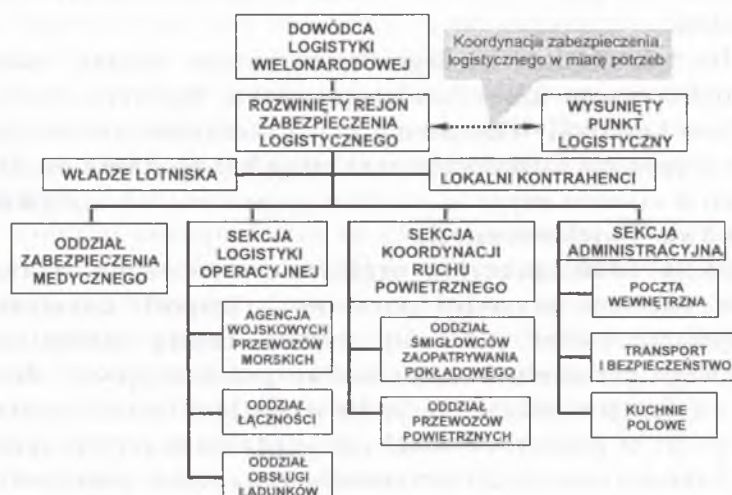 DOWÓDCA
LOGISTYKI
WIELONARODOWEJ
Koordynacja zabezpieczenia
logistycznego w miarę potrzeb
ROZWINIĘTY REJON
ZABEZPIECZENIA
LOGISTYCZNEGO
WYSUNIĘTY
PUNKT
LOGISTYCZNY
WŁADZE LOTNISKA
LOKALNI KONTRAHENCI
ODDZIAŁ
ZABEZPIECZENIA
MEDYCZNEGO
SEKCJA
LOGISTYKI
OPERACYJNEJ
SEKCJA
KOORDYNACJI
RUCHU
POWIETRZNEGO
SEKCJA
ADMINISTRACYJNA
AGENCJA
WOJSKOWYCH
PRZEWOZÓW
MORSKICH
ODDZIAŁ
ŁĄCZNOŚCI
ODDZIAŁ
OBSŁUGI
ŁADUNKÓW
ODDZIAŁ
ŚMIGŁOWCÓW
ZAOPATRYWANIA
POKŁADOWEGO
ODDZIAŁ
PRZEWOZÓW
POWIETRZNYCH
POCZTA
WEWNĘTRZNA
TRANSPORT
I BEZPIECZEŃSTWO
KUCHNIE
POLOWE